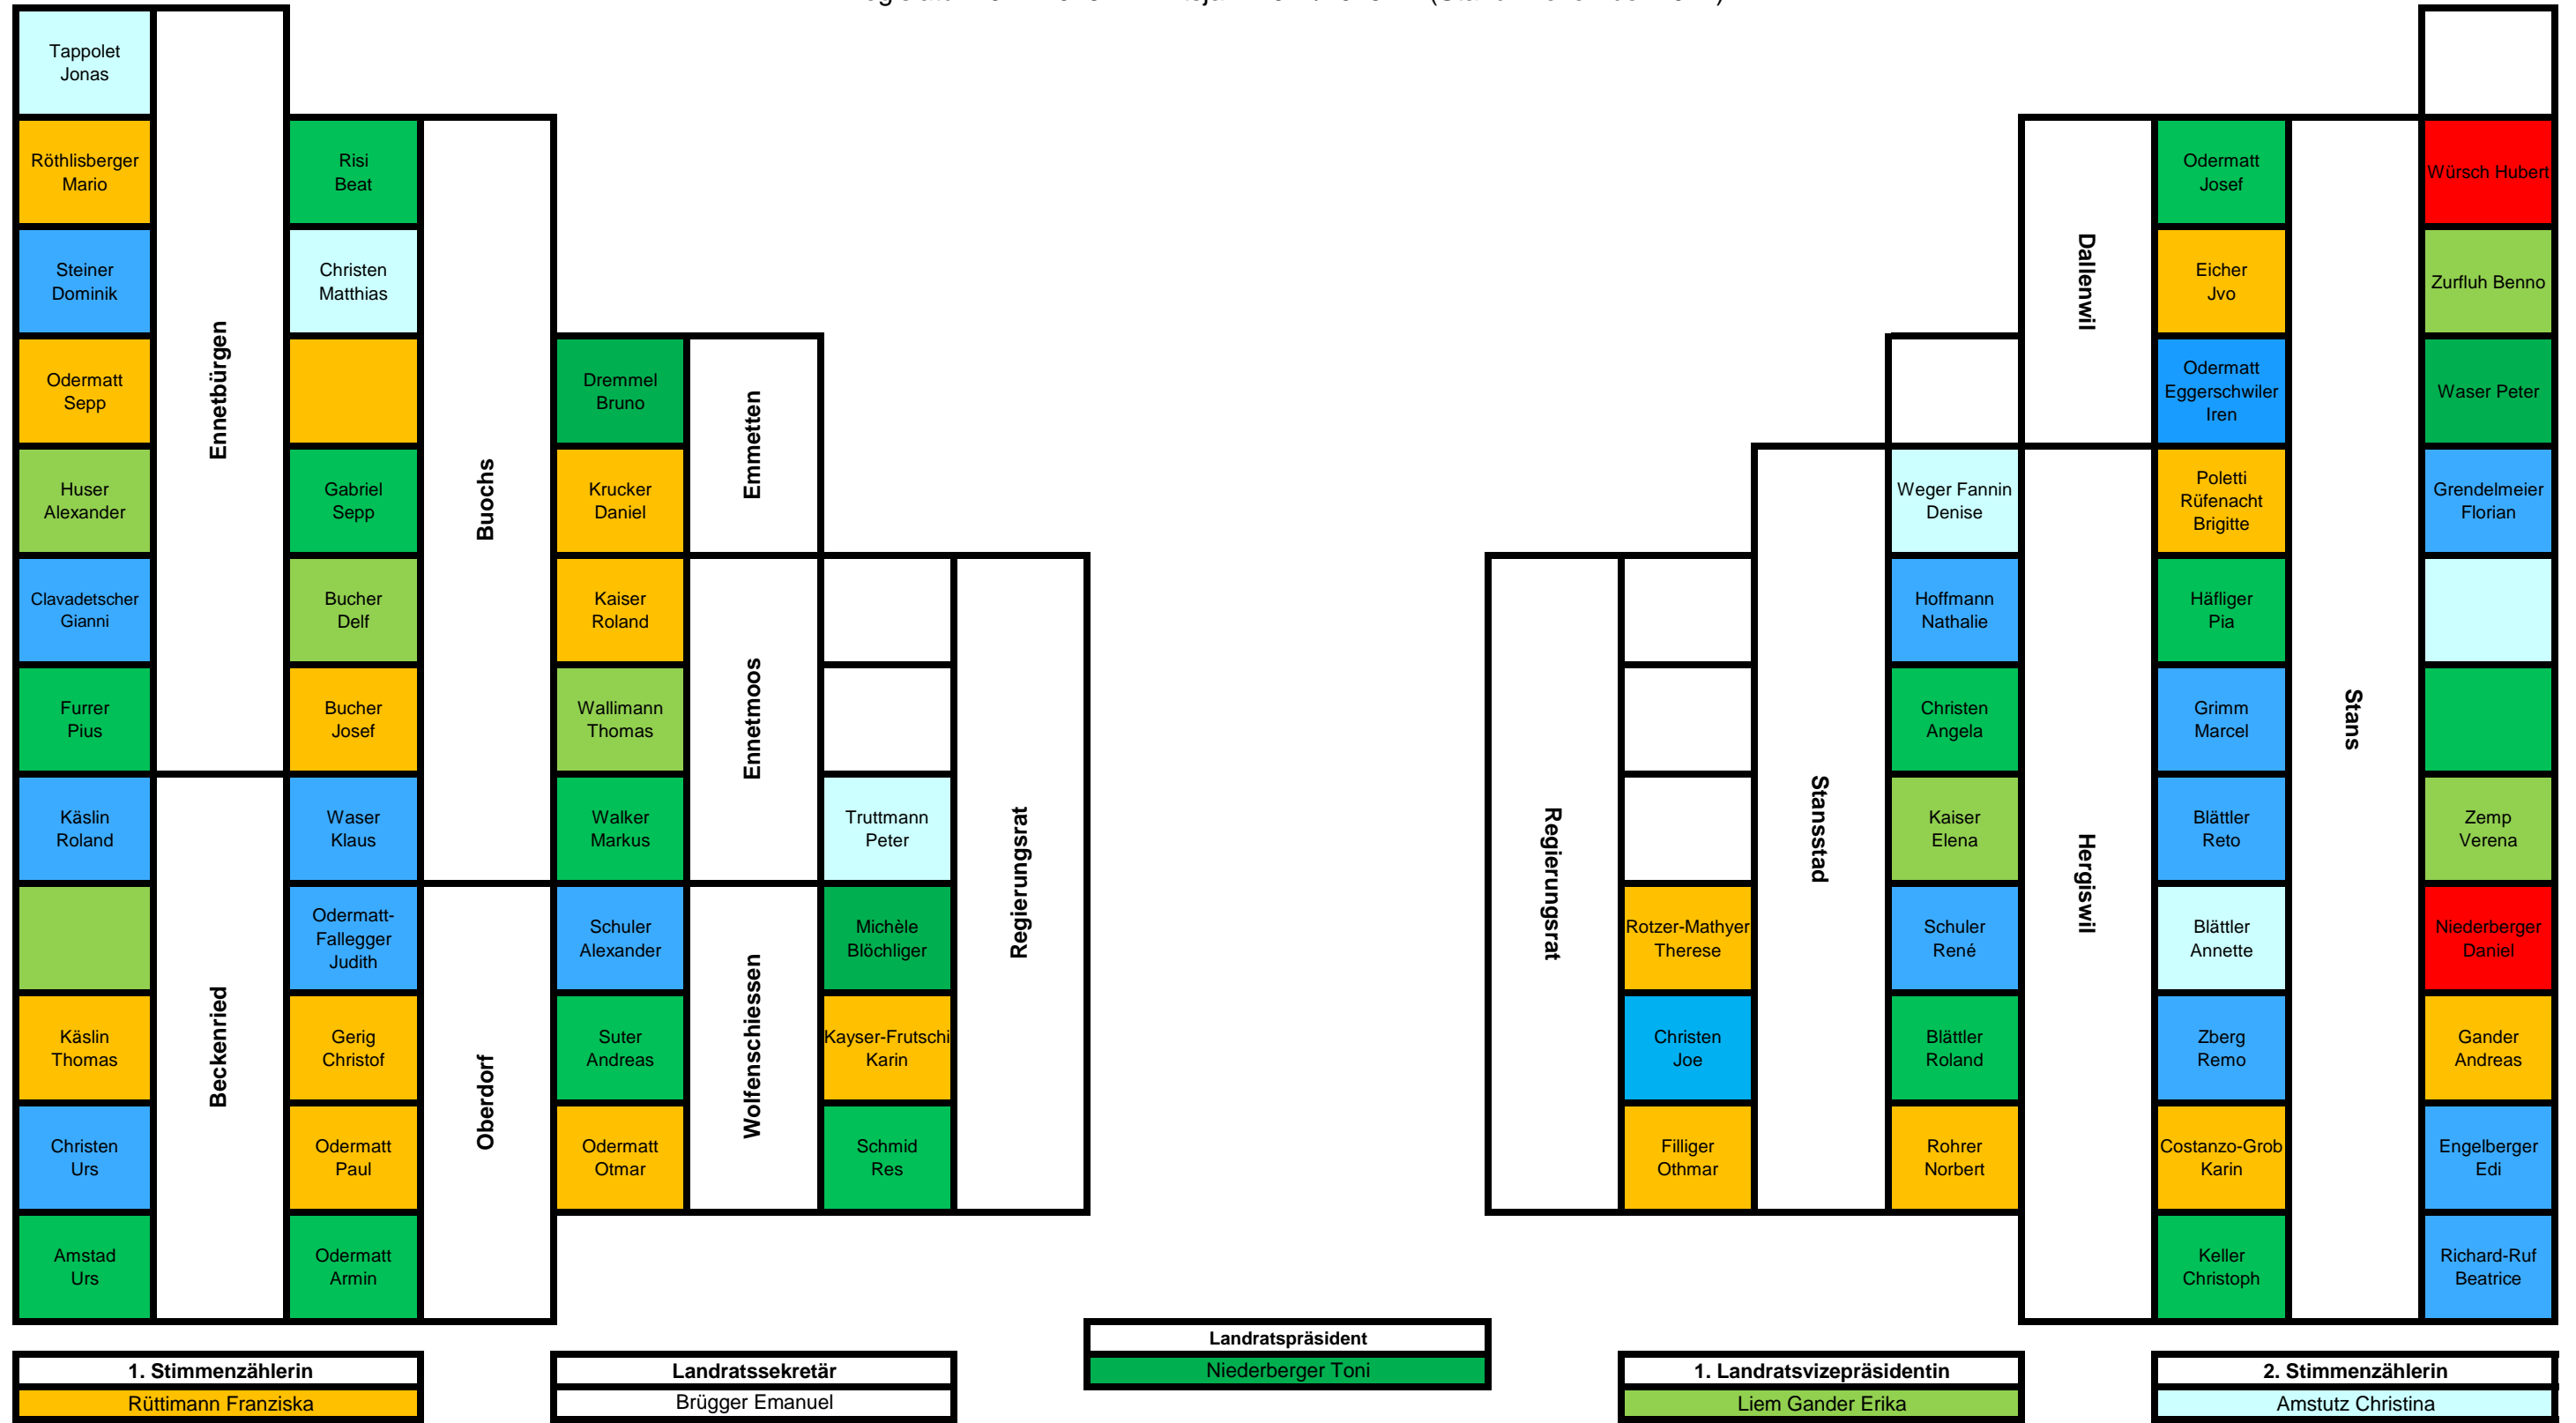 Tappolet
Jonas
Röthlisberger
Mario
Steiner
Dominik
Odermatt
Sepp
Huser
Alexander
Clavadetscher
Gianni
Furrer
Pius
Käslin
Roland
Käslin
Thomas
Christen
Urs
Amstad
Urs
Ennetbürgen
Beckenried
Risi
Beat
Christen
Matthias
Gabriel
Sepp
Bucher
Delf
Bucher
Josef
Waser
Klaus
Odermatt-
Fallegger
Judith
Gerig
Christof
Odermatt
Paul
Odermatt
Armin
Buochs
Oberdorf
Dremmel
Bruno
Krucker
Daniel
Kaiser
Roland
Wallimann
Thomas
Walker
Markus
Schuler
Alexander
Suter
Andreas
Odermatt
Otmar
Emmetten
Ennetmoos
Wolfenschiessen
Truttmann
Peter
Michèle
Blöchliger
Kayser-Frutschi
Karin
Schmid
Res
Regierungsrat
Regierungsrat
Rotzer-Mathyer
Therese
Christen
Joe
Filliger
Othmar
Stansstad
Weger Fannin
Denise
Hoffmann
Nathalie
Christen
Angela
Kaiser
Elena
Schuler
René
Blättler
Roland
Rohrer
Norbert
Dallenwil
Hergiswil
Odermatt
Josef
Eicher
Jvo
Odermatt
Eggerschwiler
Iren
Poletti
Rüfenacht
Brigitte
Häfliger
Pia
Grimm
Marcel
Blättler
Reto
Blättler
Annette
Zberg
Remo
Costanzo-Grob
Karin
Keller
Christoph
Stans
Würsch Hubert
Zurfluh Benno
Waser Peter
Grendelmeier
Florian
Zemp
Verena
Niederberger
Daniel
Gander
Andreas
Engelberger
Edi
Richard-Ruf
Beatrice
1. Stimmenzählerin
Rüttimann Franziska
Landratssekretär
Brügger Emanuel
Landratspräsident
Niederberger Toni
1. Landratsvizepräsidentin
Liem Gander Erika
2. Stimmenzählerin
Amstutz Christina